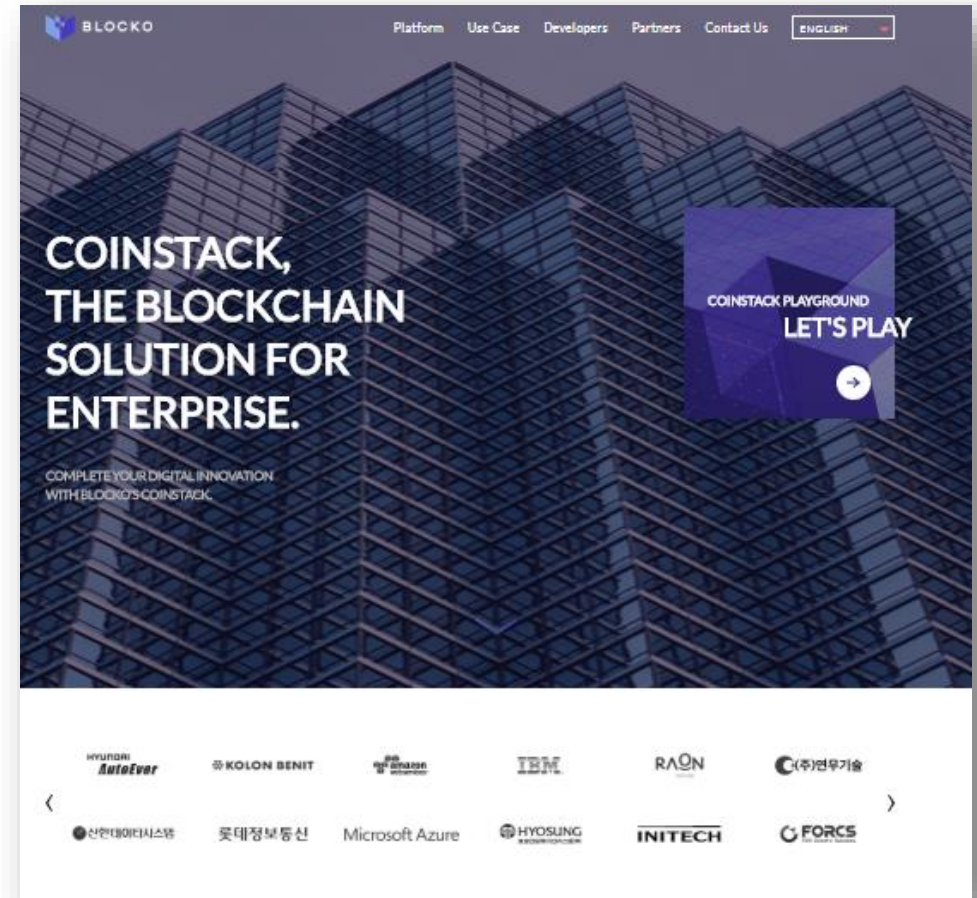 BLOCKO
Platform Use Case Developers Partners Contact Us ENGLISH
COINSTACK,
THE BLOCKCHAIN
SOLUTION FOR
ENTERPRISE.
COINSTACK PLAYGROUND
LET'S PLAY
COMPLETE YOUR DIGITAL INNOVATION
WITH BLOCKO'S COINSTACK.
HYUNDAI
AutoEver
KOLON BENIT
amazon
IBM
RAON
(주)연무기술
신한데이타시스템
롯데정보통신
Microsoft Azure
HYOSUNG
INITECH
FORCS